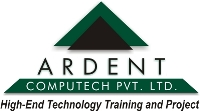 ARDENT
COMPUTECH PVT. LTD.
High-End Technology Training and Project